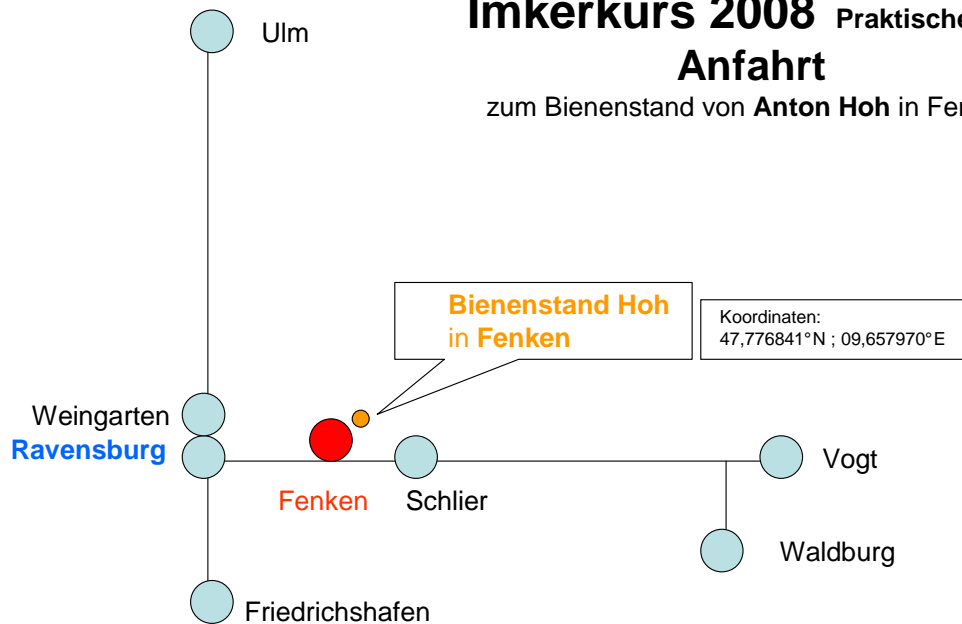 Imkerkurs 2008 Praktische
Anfahrt
zum Bienenstand von Anton Hoh in Fen
Ulm
Bienenstand Hoh
in Fenken
Koordinaten:
47,776841°N ; 09,657970°E
Weingarten
Ravensburg
Vogt
Fenken
Schlier
Waldburg
Friedrichshafen